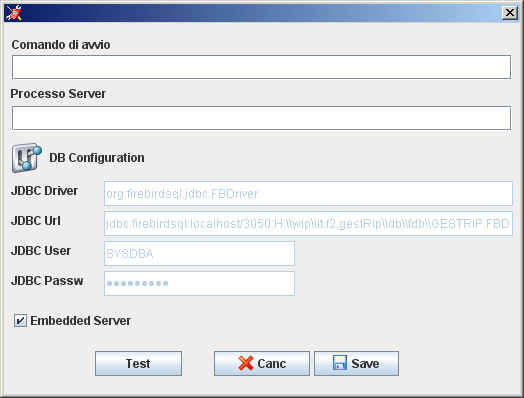 Comando di avvio
Processo Server
DB Configuration
JDBC Driver org.firebirdsql.jdbc.FBDriver
JDBC Url jdbc:firebirdsql:localhost/3050:H:\\wip\\it.f2.gestRip\\db\\fdb\\GESTRIP.FBD
JDBC User SYSDBA
JDBC Passw •••••••••
Embedded Server
Test Canc Save